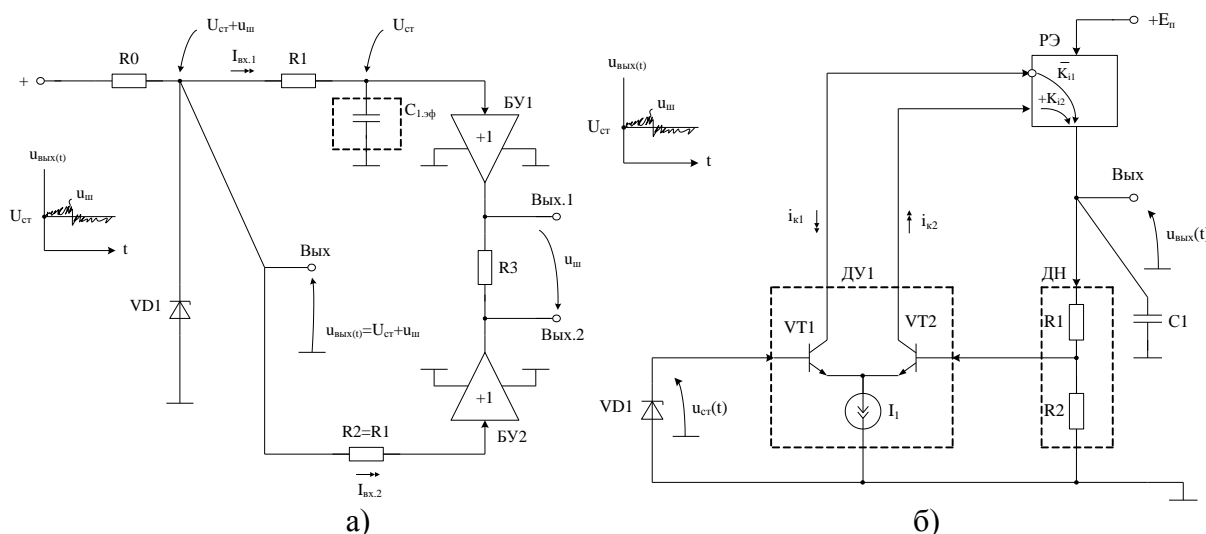 Uст+uш
Uст
Iвх.1
R0
R1
+
C1.эф
БУ1
+1
uвых(t)
uш
Uст
t
Вых.1
Вых
R3
uш
VD1
uвых(t)=Uст+uш
Вых.2
+1
R2=R1
БУ2
Iвх.2
а)
+Eп
РЭ
K̅i1
+Ki2
uвых(t)
uш
Uст
t
Вых
iк1
iк2
uвых(t)
ДУ1
ДН
VT1
VT2
R1
C1
VD1
uст(t)
I1
R2
б)